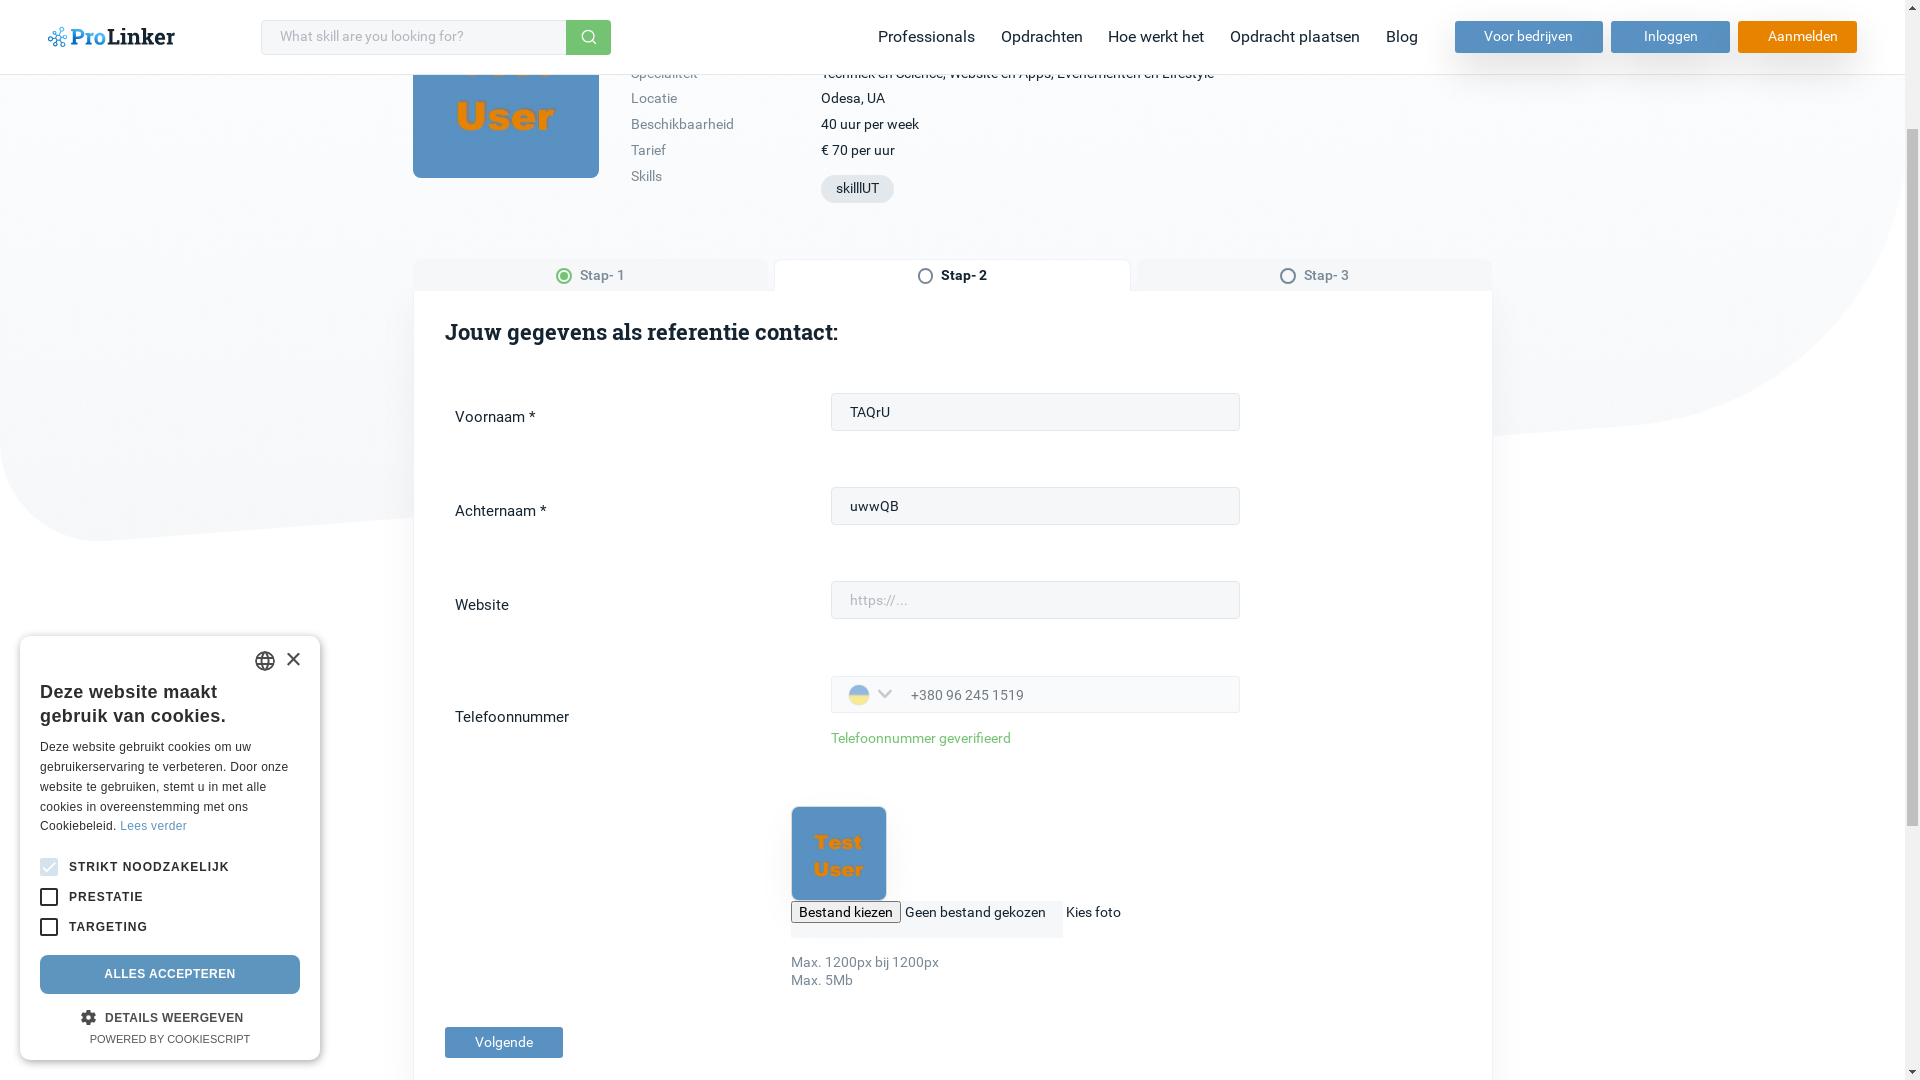 ProLinker
What skill are you looking for?
Professionals
Opdrachten
Hoe werkt het
Opdracht plaatsen
Blog
Voor bedrijven
Inloggen
Aanmelden
Specialiteit
Techniek en Science, Website en Apps, Evenementen en Lifestyle
User
Locatie
Odesa, UA
Beschikbaarheid
40 uur per week
Tarief
€ 70 per uur
Skills
skilllUT
Stap- 1
Stap- 2
Stap- 3
Jouw gegevens als referentie contact:
Voornaam *
TAQrU
Achternaam *
uwwQB
Website
https://...
Telefoonnummer
+380 96 245 1519
Telefoonnummer geverifieerd
Test
User
Bestand kiezen Geen bestand gekozen
Kies foto
Max. 1200px bij 1200px
Max. 5Mb
Volgende
×
Deze website maakt
gebruik van cookies.
Deze website gebruikt cookies om uw
gebruikerservaring te verbeteren. Door onze
website te gebruiken, stemt u in met alle
cookies in overeenstemming met ons
Cookiebeleid. Lees verder
STRIKT NOODZAKELIJK
PRESTATIE
TARGETING
ALLES ACCEPTEREN
DETAILS WEERGEVEN
POWERED BY COOKIESCRIPT